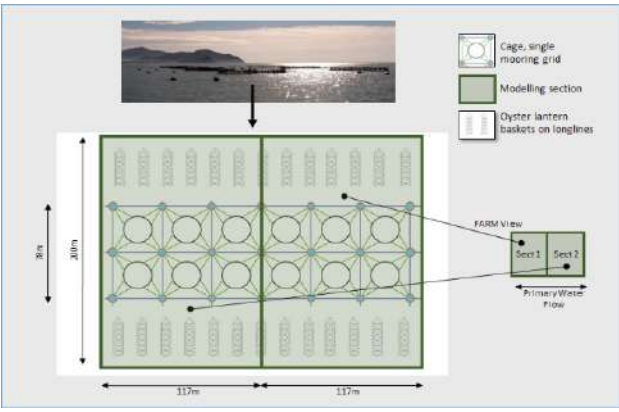 Cage, single
mooring grid
Modelling section
Oyster lantern
baskets on longlines
78m
200m
FARM View
Sect 1
Sect 2
Primary Water
Flow
117m
117m